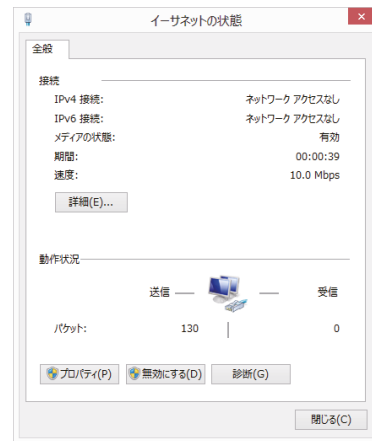 イーサネットの状態
全般
接続
IPv4 接続: ネットワーク アクセスなし
IPv6 接続: ネットワーク アクセスなし
メディアの状態: 有効
期間: 00:00:39
速度: 10.0 Mbps
詳細(E)...
動作状況
送信 受信
パケット: 130 0
プロパティ(P) 無効にする(D) 診断(G)
閉じる(C)